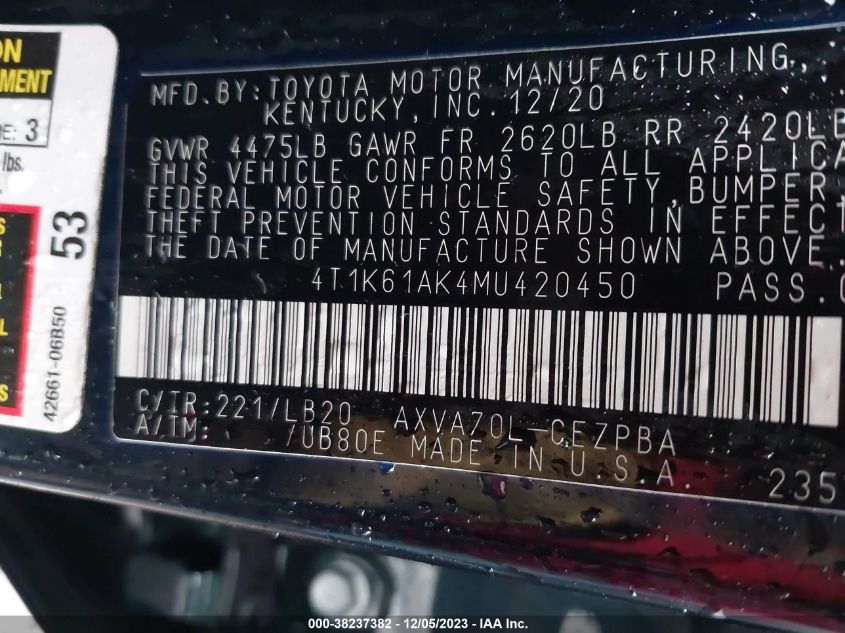 ON
MENT
E: 3
lbs.
S
L
S
53
42661-06B50
MFD. BY: TOYOTA MOTOR MANUFACTURING,
KENTUCKY, INC. 12/20
GVWR 4475LB GAWR FR 2620LB RR 2420LB
THIS VEHICLE CONFORMS TO ALL APPLICA
FEDERAL MOTOR VEHICLE SAFETY, BUMPER,
THEFT PREVENTION STANDARDS IN EFFECT
THE DATE OF MANUFACTURE SHOWN ABOVE.
4T1K61AK4MU420450 PASS.C
C/TR: 221/LB20 AXVA70L-CEZPBA
A/TM: /UB80E MADE IN U.S.A.
235
000-38237382 - 12/05/2023 - IAA Inc.